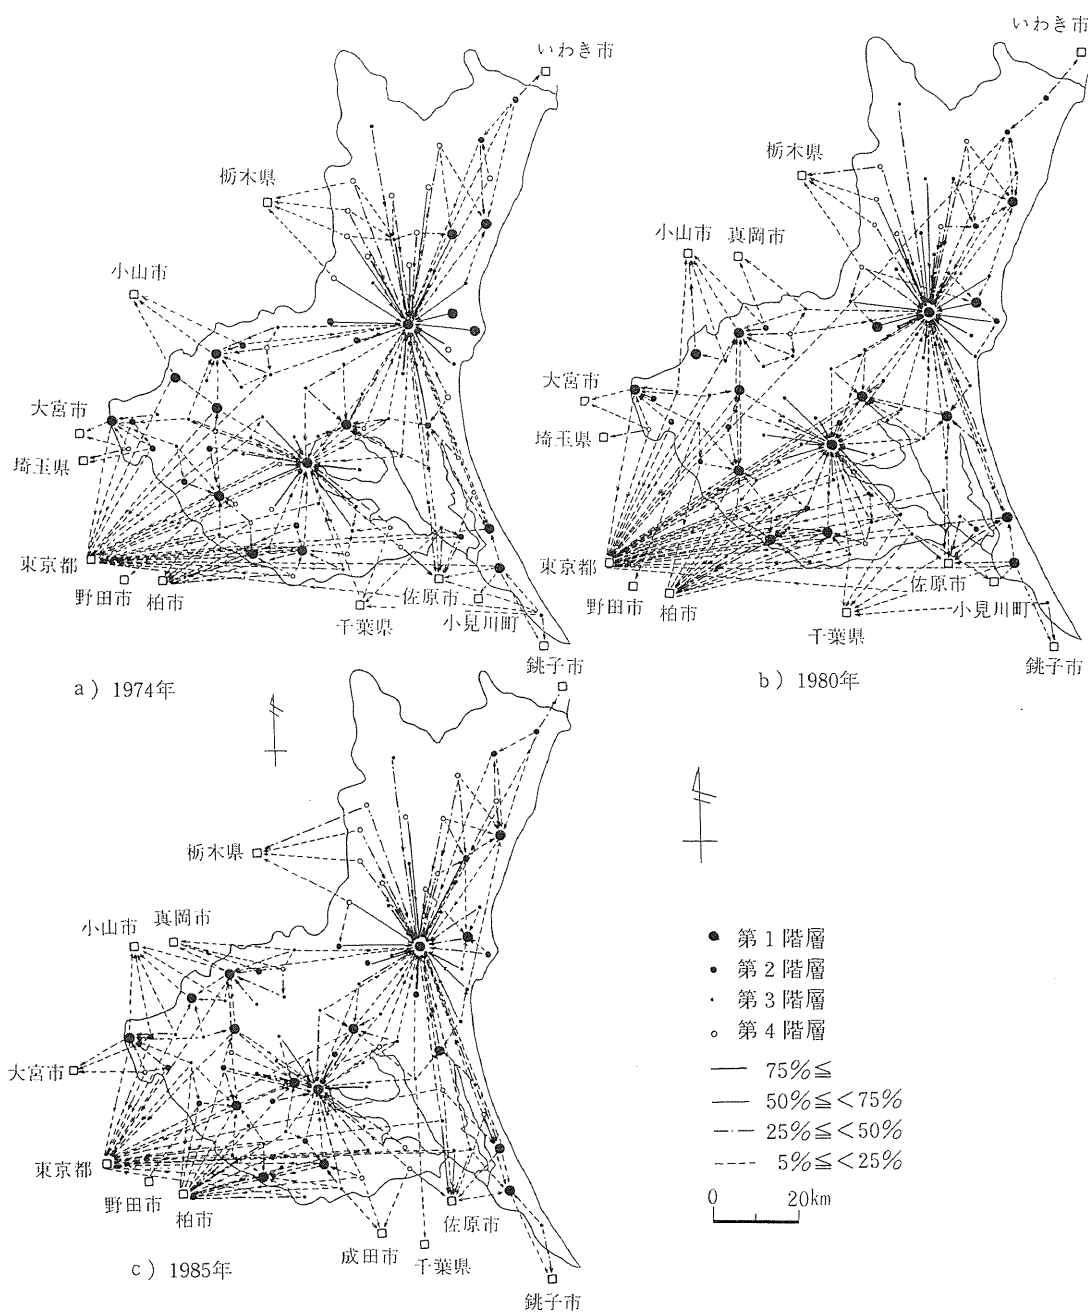 いわき市
栃木県
小山市
大宮市
埼玉県
東京都
野田市
柏市
千葉県
佐原市
小見川町
銚子市
a) 1974年
いわき市
栃木県
小山市
真岡市
大宮市
埼玉県
東京都
野田市
柏市
千葉県
佐原市
小見川町
銚子市
b) 1980年
栃木県
小山市
真岡市
大宮市
東京都
野田市
柏市
成田市
千葉県
佐原市
銚子市
c) 1985年
第1階層
第2階層
第3階層
第4階層
75%≦
50%≦<75%
25%≦<50%
5%≦<25%
0 20km